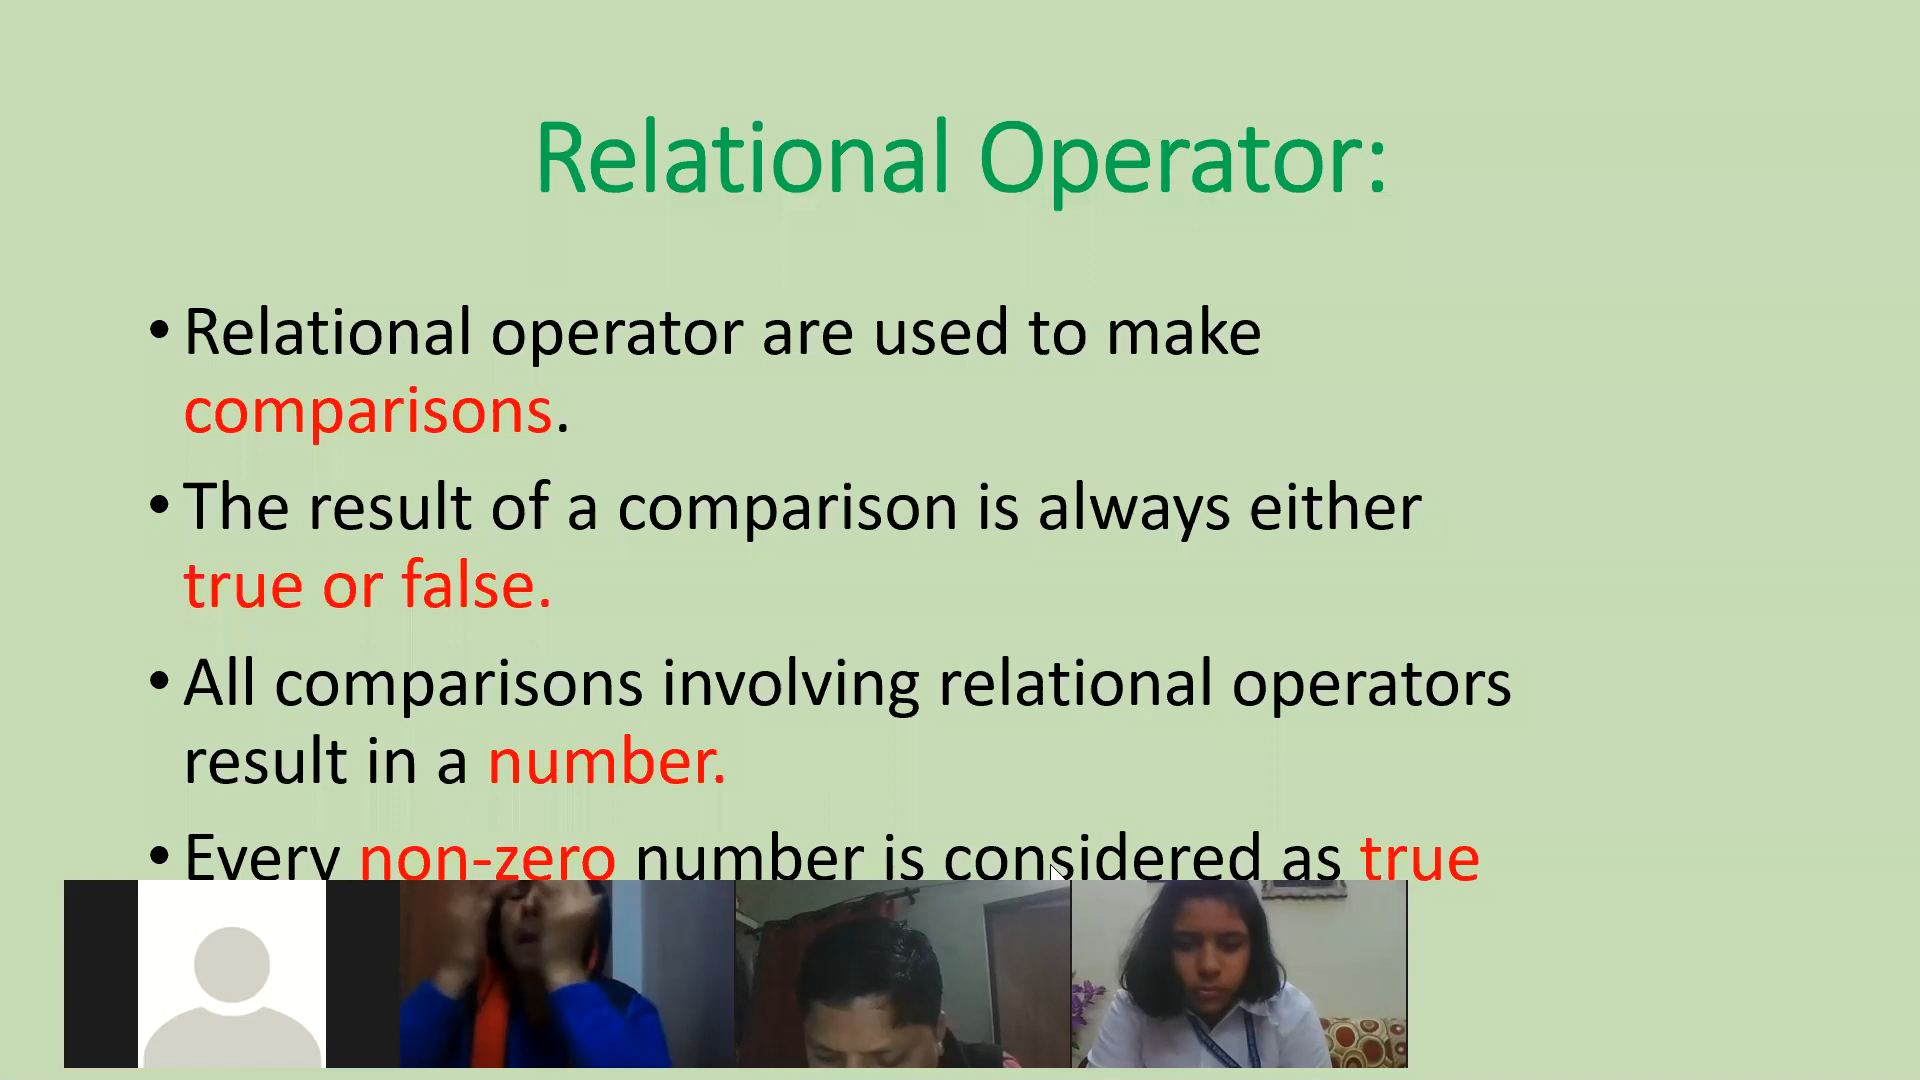 Relational Operator:
• Relational operator are used to make
comparisons.
• The result of a comparison is always either
true or false.
• All comparisons involving relational operators
result in a number.
• Every non-zero number is considered as true